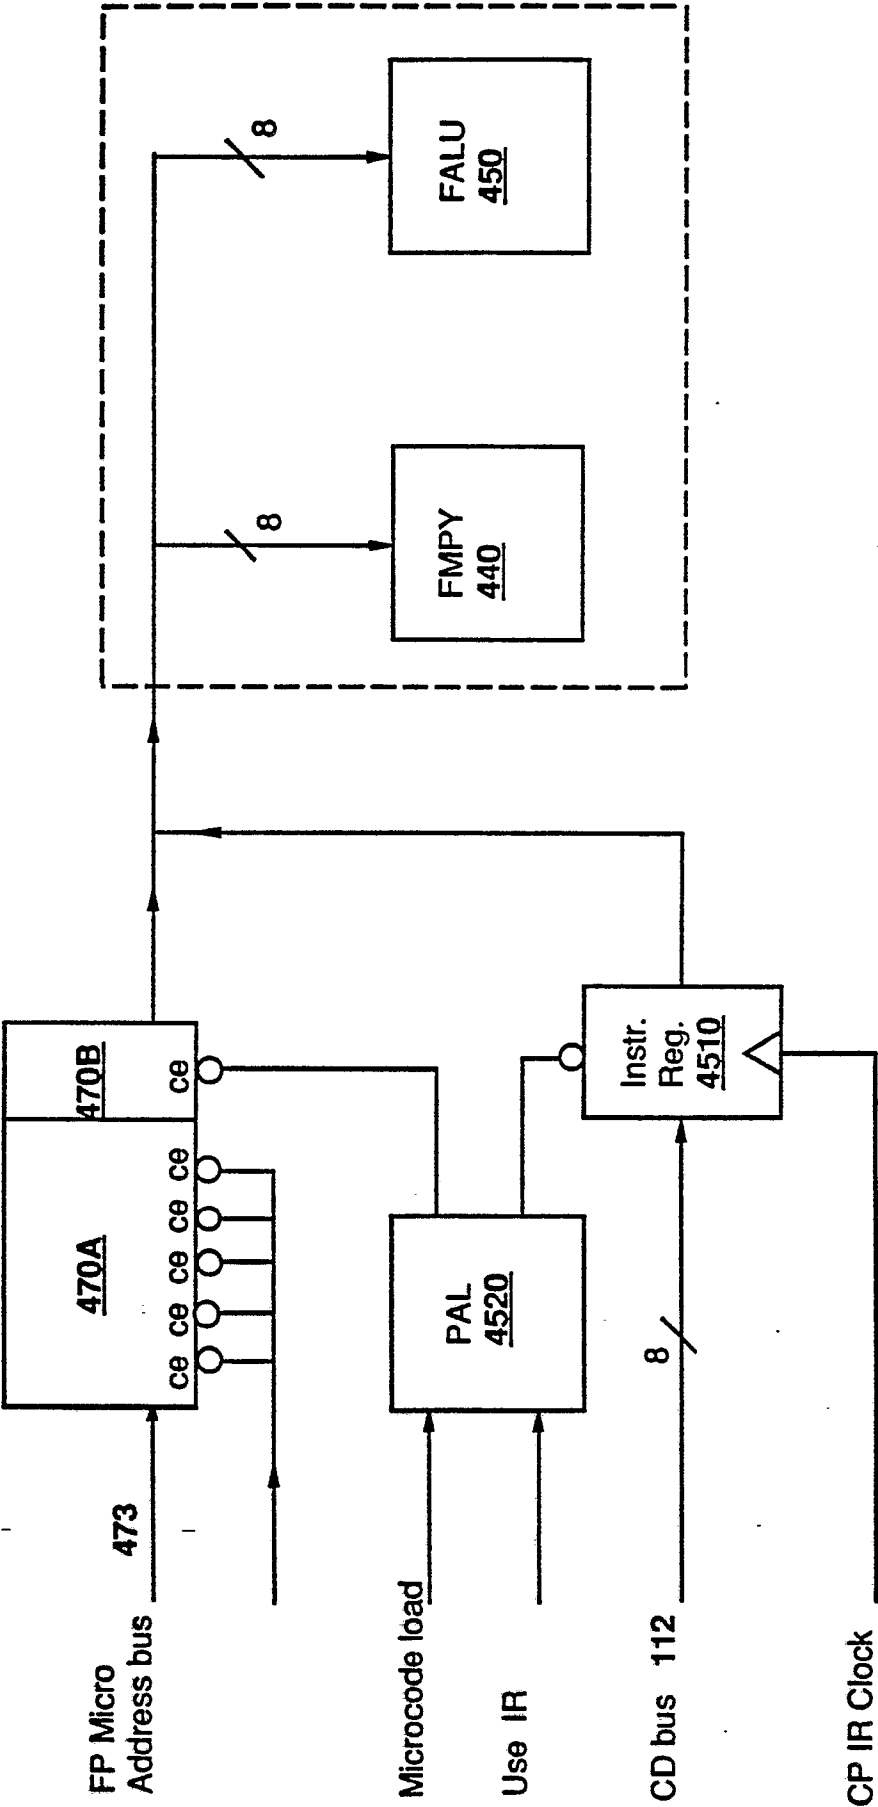 FP Micro
Address bus
473
470A
470B
ce ce ce ce ce ce
Microcode load
Use IR
PAL
4520
CD bus 112
8
Instr.
Reg.
4510
CP IR Clock
8
FMPY
440
8
FALU
450